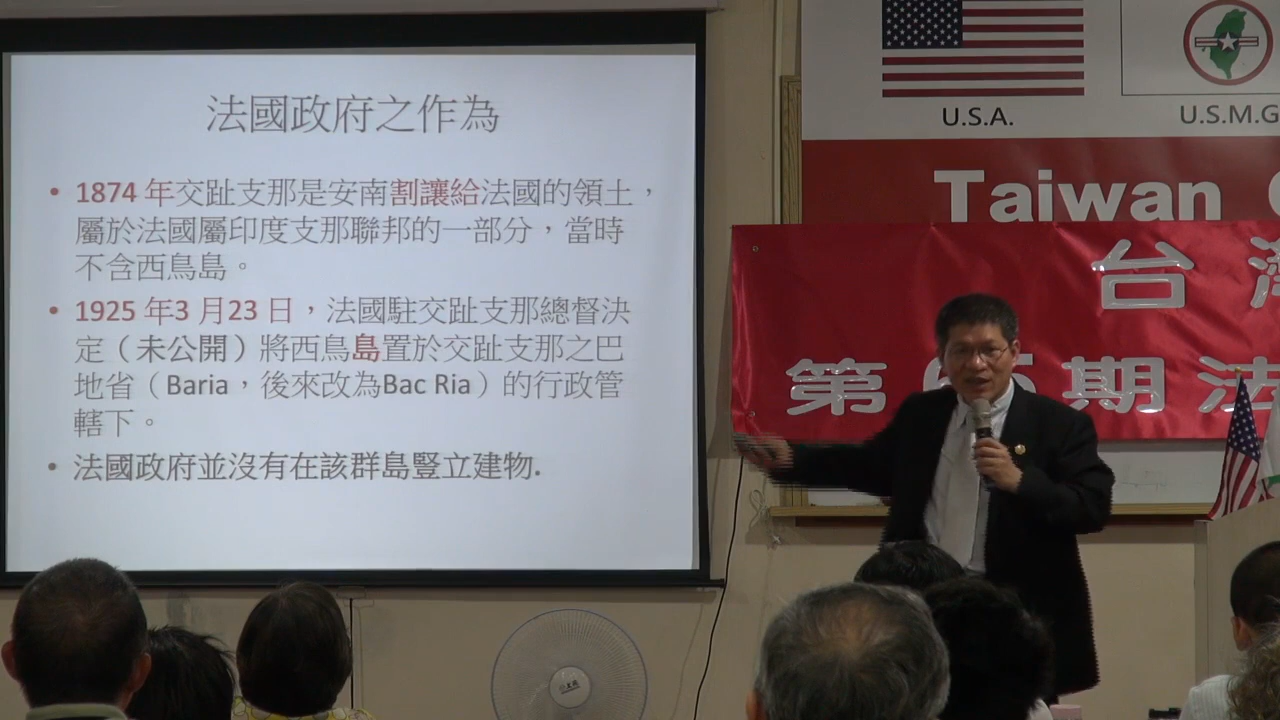 法國政府之作為
• 1874 年交趾支那是安南割讓給法國的領土，
屬於法國屬印度支那聯邦的一部分，當時
不含西鳥島。
• 1925 年3 月23 日，法國駐交趾支那總督決
定（未公開）將西鳥島置於交趾支那之巴
地省（Baria，後來改為Bac Ria）的行政管
轄下。
• 法國政府並沒有在該群島豎立建物.
U.S.A.
U.S.M.G
Taiwan
台
第 6 期法